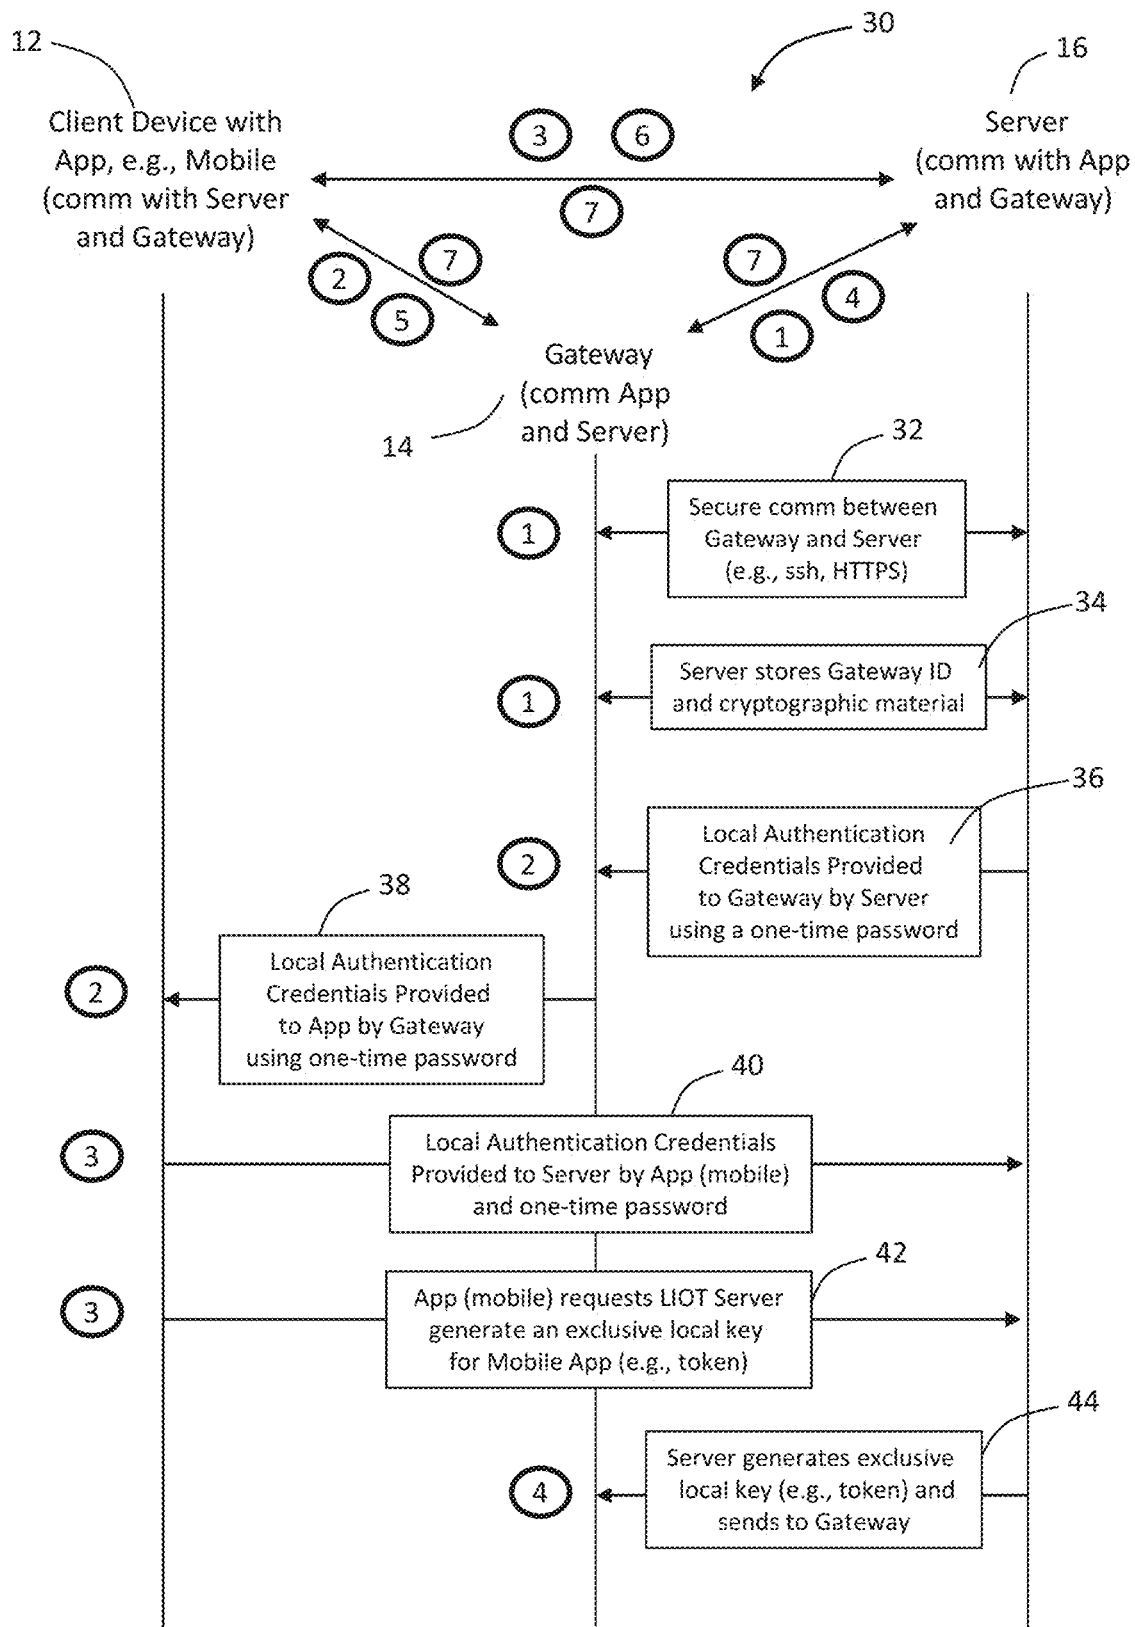 12
30
16
Client Device with
App, e.g., Mobile
(comm with Server
and Gateway)
3
6
7
Server
(comm with App
and Gateway)
2
7
5
7
4
1
Gateway
(comm App
and Server)
14
32
1
Secure comm between
Gateway and Server
(e.g., ssh, HTTPS)
34
1
Server stores Gateway ID
and cryptographic material
36
2
Local Authentication
Credentials Provided
to Gateway by Server
using a one-time password
38
2
Local Authentication
Credentials Provided
to App by Gateway
using one-time password
40
3
Local Authentication Credentials
Provided to Server by App (mobile)
and one-time password
42
3
App (mobile) requests LIOT Server
generate an exclusive local key
for Mobile App (e.g., token)
44
4
Server generates exclusive
local key (e.g., token) and
sends to Gateway